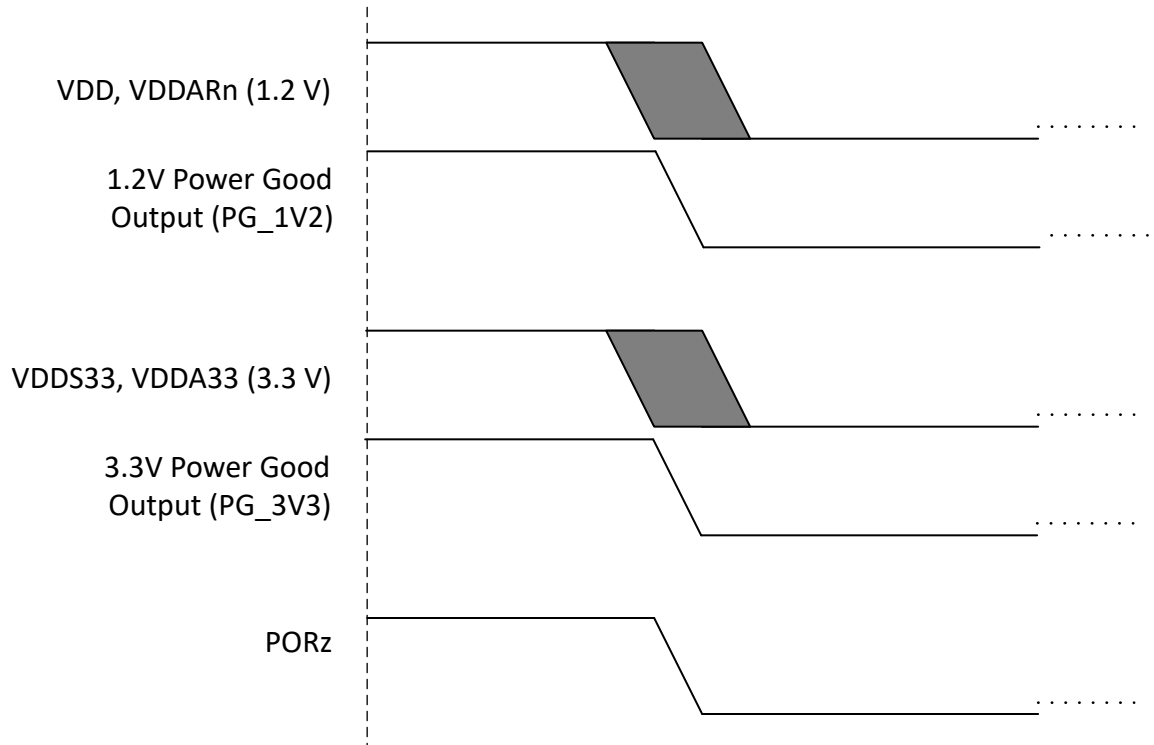 VDD, VDDARn (1.2 V)
1.2V Power Good
Output (PG_1V2)
VDDS33, VDDA33 (3.3 V)
3.3V Power Good
Output (PG_3V3)
PORz